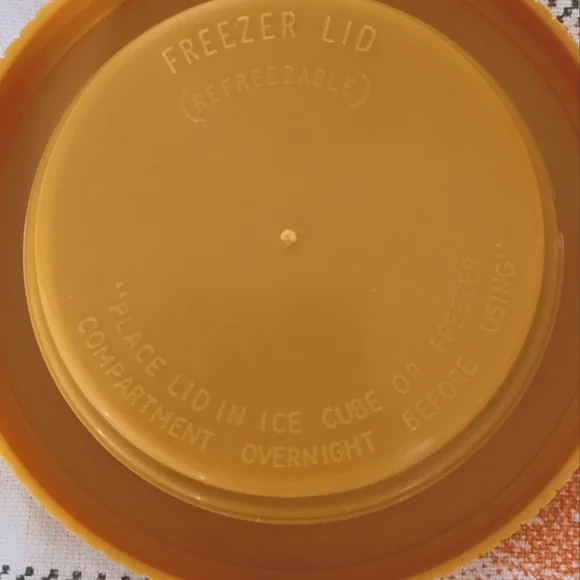 FREEZER LID
(REFREEZABLE)
"PLACE LID IN ICE CUBE OR FREEZER
COMPARTMENT OVERNIGHT BEFORE USING"